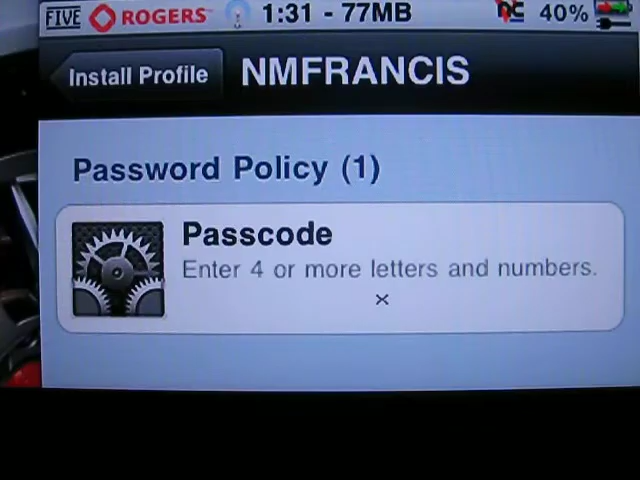 FIVE ROGERS 1:31 - 77MB 40%
Install Profile NMFRANCIS
Password Policy (1)
Passcode
Enter 4 or more letters and numbers.